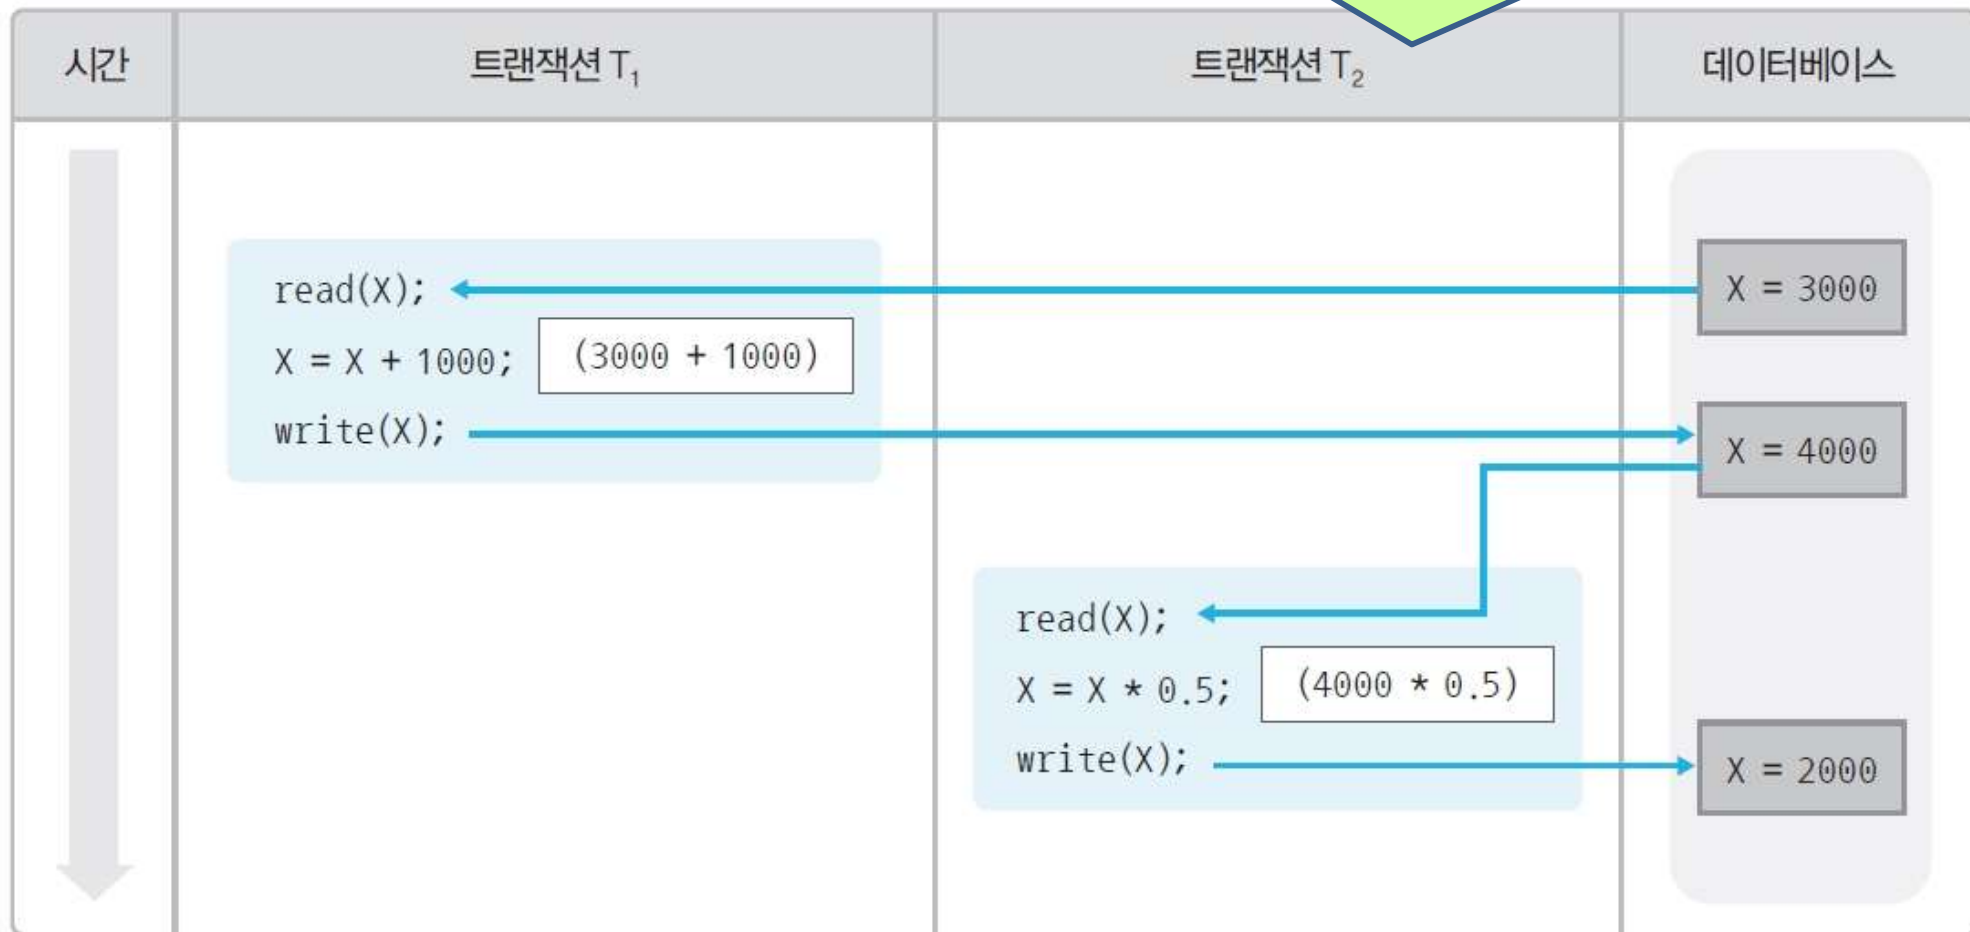 시간 트랜잭션 T₁ 트랜잭션 T₂ 데이터베이스
read(X); X = 3000
X = X + 1000; (3000 + 1000)
write(X); X = 4000
read(X);
X = X * 0.5; (4000 * 0.5)
write(X); X = 2000